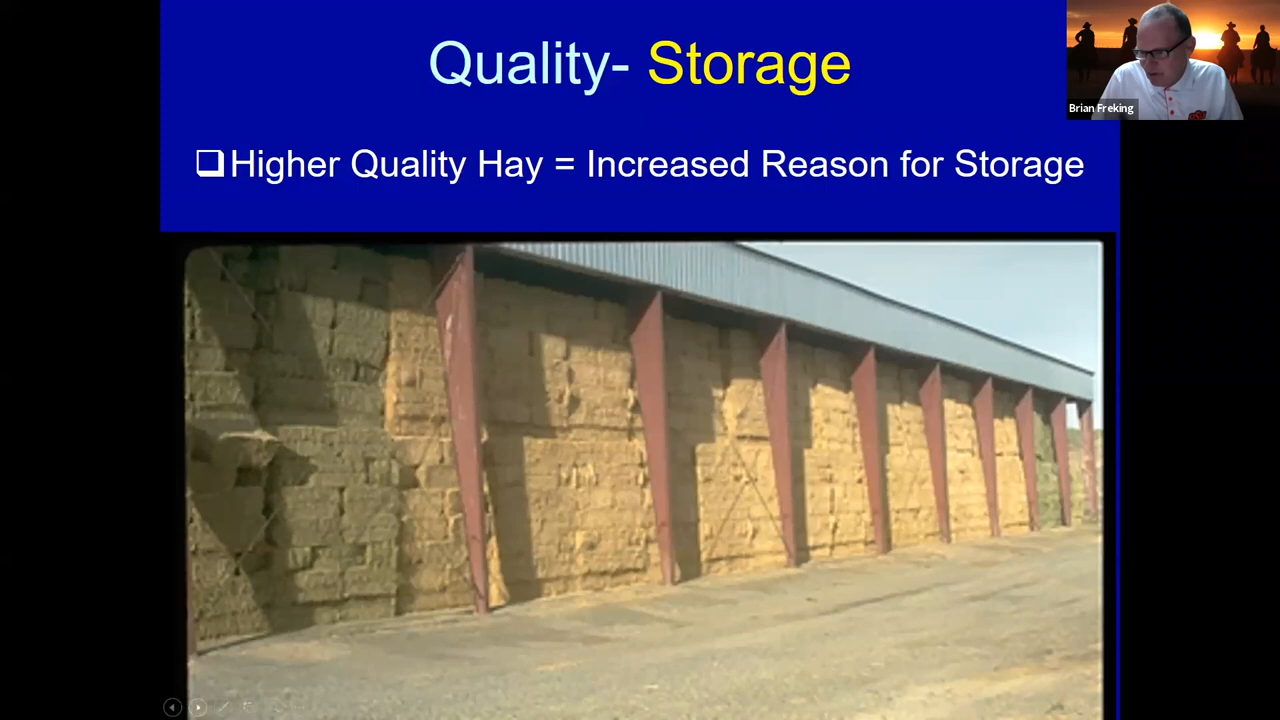 Quality- Storage
Brian Freking
Higher Quality Hay = Increased Reason for Storage